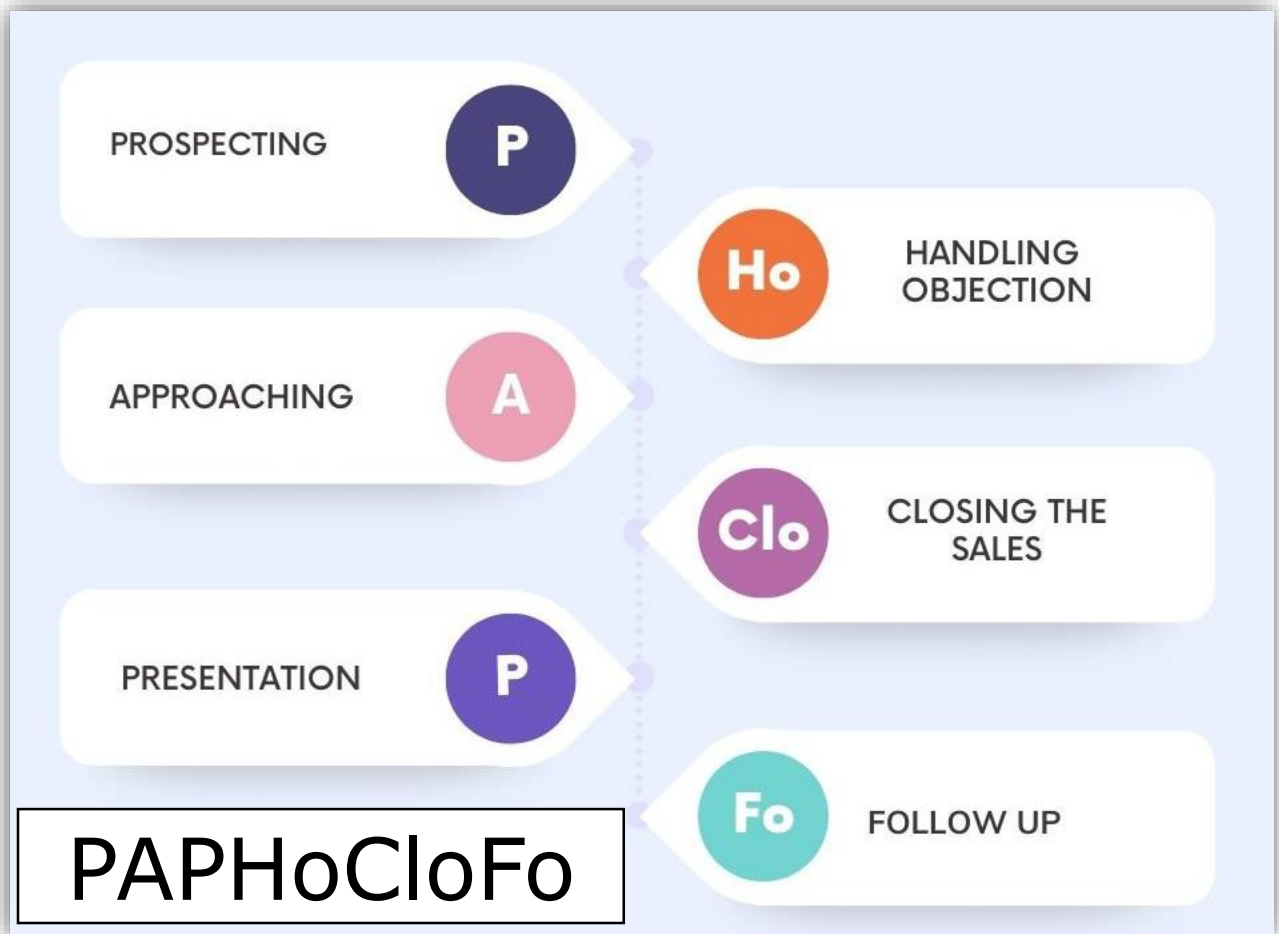 PROSPECTING
P
Ho
HANDLING
OBJECTION
APPROACHING
A
Clo
CLOSING THE
SALES
PRESENTATION
P
Fo
FOLLOW UP
PAPHoCloFo